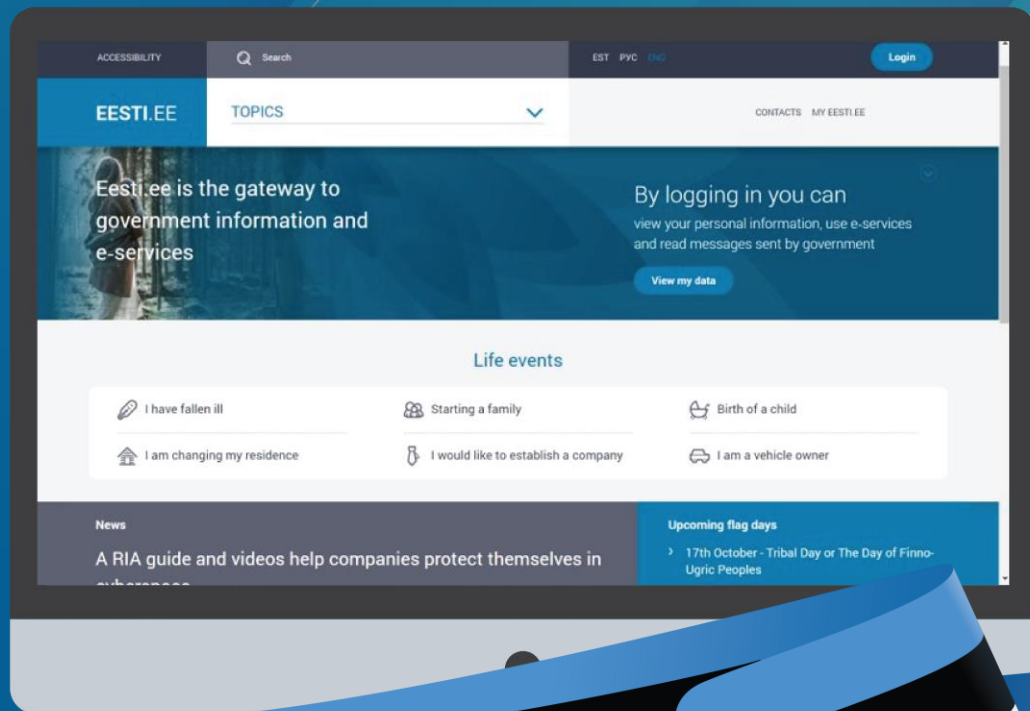 ACCESSIBILITY
Search
EST РУС ENG
Login
EESTI.EE
TOPICS
CONTACTS MY EESTI.EE
Eesti.ee is the gateway to
government information and
e-services
By logging in you can
view your personal information, use e-services
and read messages sent by government
View my data
Life events
I have fallen ill
Starting a family
Birth of a child
I am changing my residence
I would like to establish a company
I am a vehicle owner
News
A RIA guide and videos help companies protect themselves in
cyberspace
Upcoming flag days
17th October - Tribal Day or The Day of Finno-
Ugric Peoples